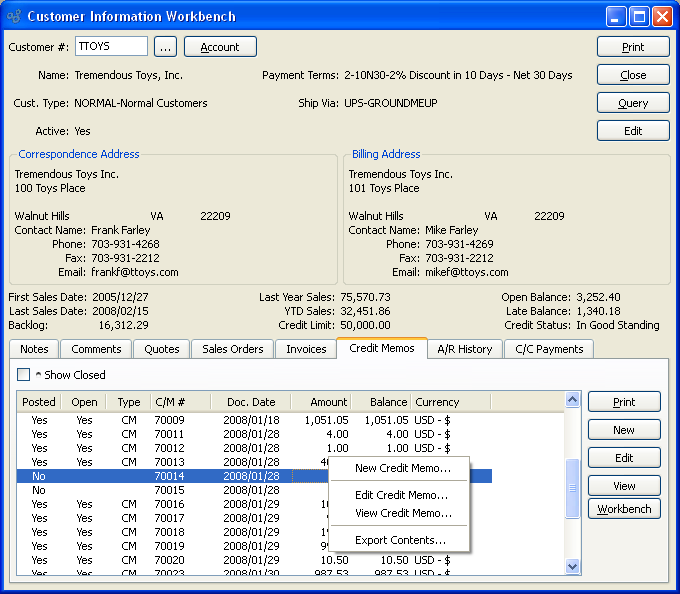 Customer Information Workbench
Customer #: TTOYS ... Account Print
Name: Tremendous Toys, Inc. Payment Terms: 2-10N30-2% Discount in 10 Days - Net 30 Days Close
Cust. Type: NORMAL-Normal Customers Ship Via: UPS-GROUNDMEUP Query
Active: Yes Edit
Correspondence Address
Tremendous Toys Inc.
100 Toys Place
Walnut Hills VA 22209
Contact Name: Frank Farley
Phone: 703-931-4268
Fax: 703-931-2212
Email: frankf@ttoys.com
Billing Address
Tremendous Toys Inc.
101 Toys Place
Walnut Hills VA 22209
Contact Name: Mike Farley
Phone: 703-931-4269
Fax: 703-931-2212
Email: mikef@ttoys.com
First Sales Date: 2005/12/27 Last Year Sales: 75,570.73 Open Balance: 3,252.40
Last Sales Date: 2008/02/15 YTD Sales: 32,451.86 Late Balance: 1,340.18
Backlog: 16,312.29 Credit Limit: 50,000.00 Credit Status: In Good Standing
Notes Comments Quotes Sales Orders Invoices Credit Memos A/R History C/C Payments
^ Show Closed
Posted Open Type C/M # Doc. Date Amount Balance Currency
Yes Yes CM 70009 2008/01/18 1,051.05 1,051.05 USD - $
Yes Yes CM 70011 2008/01/28 4.00 4.00 USD - $
Yes Yes CM 70012 2008/01/28 1.00 1.00 USD - $
Yes Yes CM 70013 2008/01/28
No 70014 2008/01/28
No 70015 2008/01/28
Yes Yes CM 70016 2008/01/29
Yes Yes CM 70017 2008/01/29
Yes Yes CM 70018 2008/01/29
Yes Yes CM 70019 2008/01/29
Yes Yes CM 70020 2008/01/29 10.50 10.50 USD - $
Yes Yes CM 70023 2008/01/30 987.53 987.53 USD - $
New Credit Memo...
Edit Credit Memo...
View Credit Memo...
Export Contents...
Print
New
Edit
View
Workbench